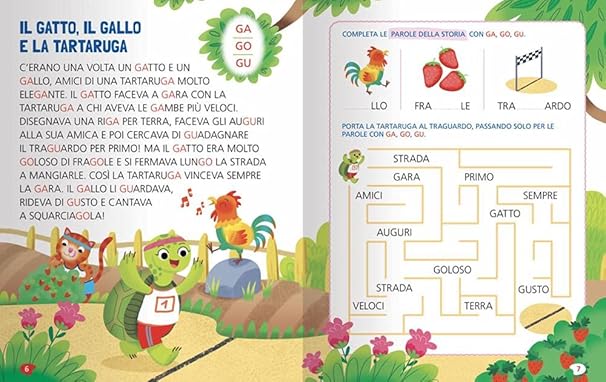 IL GATTO, IL GALLO
E LA TARTARUGA
GA
GO
GU
C'ERANO UNA VOLTA UN GATTO E UN
GALLO, AMICI DI UNA TARTARUGA MOLTO
ELEGANTE. IL GATTO FACEVA A GARA CON LA
TARTARUGA A CHI AVEVA LE GAMBE PIÙ VELOCI.
DISEGNAVA UNA RIGA PER TERRA, FACEVA GLI AUGURI
ALLA SUA AMICA E POI CERCAVA DI GUADAGNARE
IL TRAGUARDO PER PRIMO! MA IL GATTO ERA MOLTO
GOLOSO DI FRAGOLE E SI FERMAVA LUNGO LA STRADA
A MANGIARLE. COSÌ LA TARTARUGA VINCEVA SEMPRE
LA GARA. IL GALLO LI GUARDAVA,
RIDEVA DI GUSTO E CANTAVA
A SQUARCIAGOLA!
1
6
COMPLETA LE PAROLE DELLA STORIA CON GA, GO, GU.
LLO FRA LE TRA ARDO
PORTA LA TARTARUGA AL TRAGUARDO, PASSANDO SOLO PER LE
PAROLE CON GA, GO, GU.
STRADA
GARA PRIMO
AMICI SEMPRE
GATTO
AUGURI
GOLOSO
STRADA GUSTO
VELOCI TERRA
7